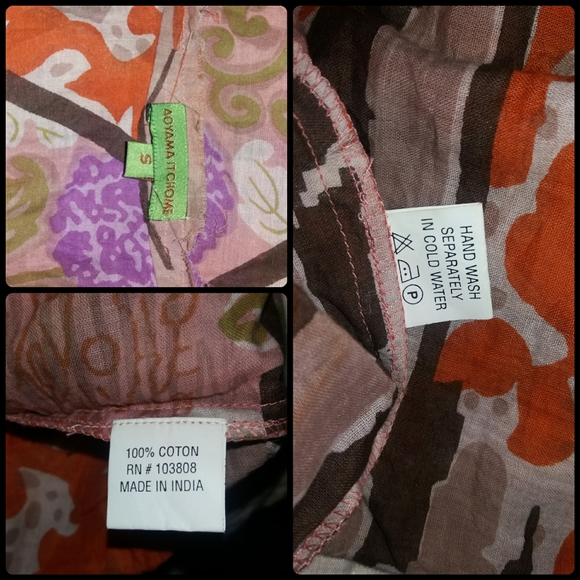 AOYAMA ITCHOME
S
HAND WASH
SEPARATELY
IN COLD WATER
P
100% COTON
RN # 103808
MADE IN INDIA